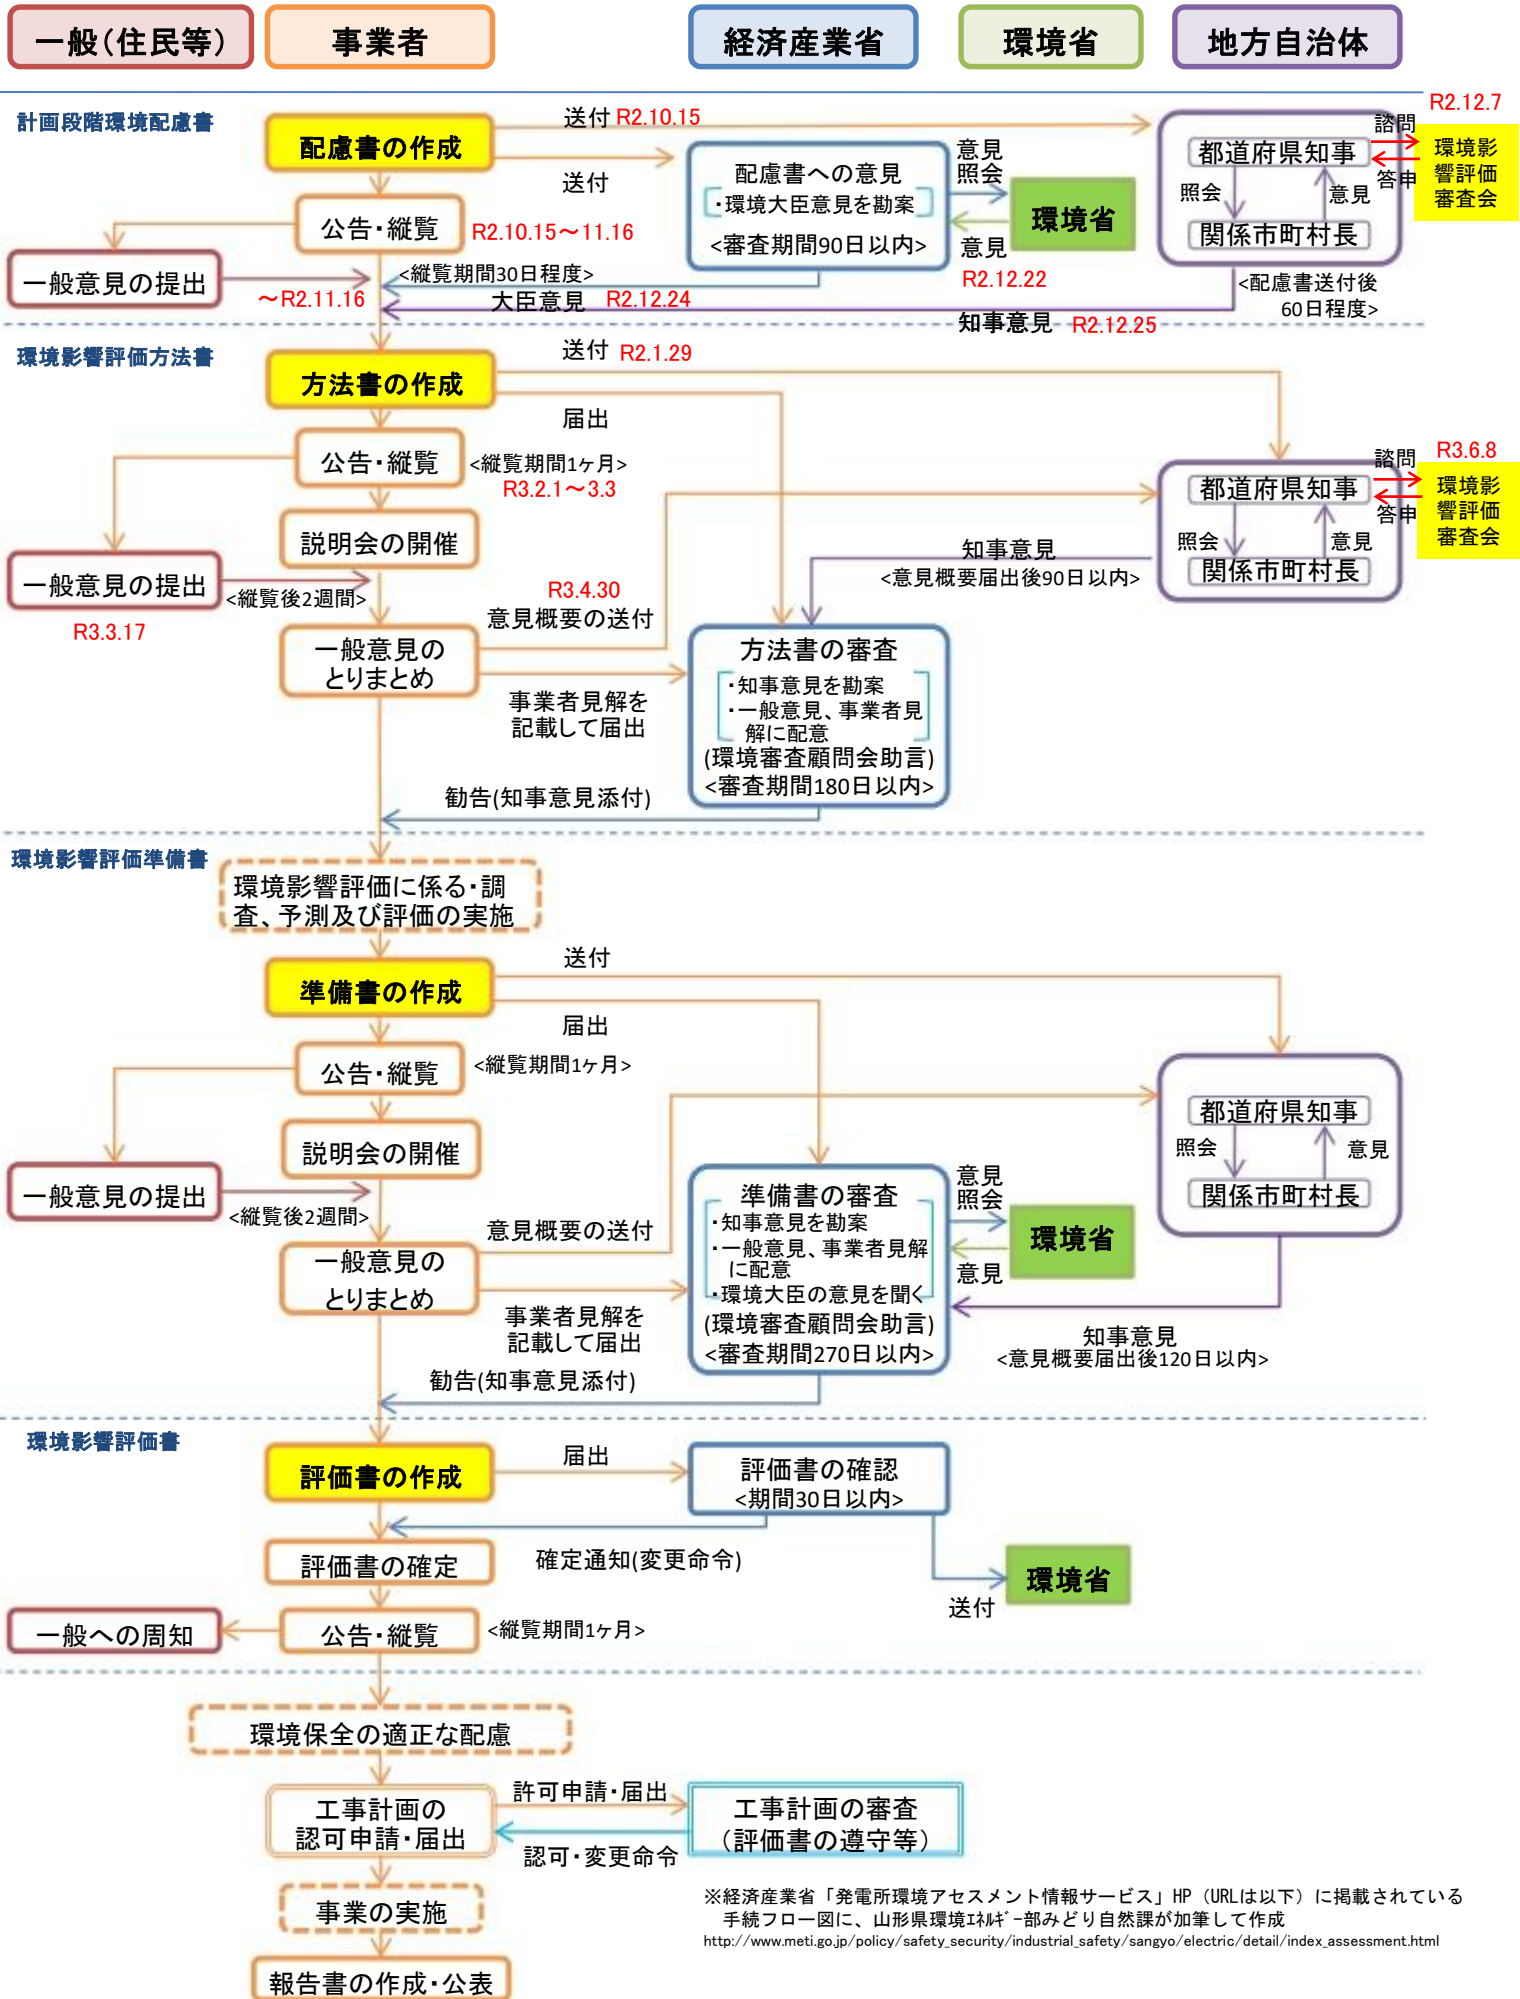 一般(住民等)
事業者
経済産業省
環境省
地方自治体
計画段階環境配慮書
配慮書の作成
送付 R2.10.15
送付
公告・縦覧
R2.10.15～11.16
一般意見の提出
～R2.11.16
<縦覧期間30日程度>
配慮書への意見
・環境大臣意見を勘案
<審査期間90日以内>
意見
照会
環境省
意見
R2.12.22
都道府県知事
照会
意見
関係市町村長
<配慮書送付後
60日程度>
R2.12.7
諮問
答申
環境影
響評価
審査会
大臣意見 R2.12.24
知事意見 R2.12.25
環境影響評価方法書
方法書の作成
送付 R2.1.29
届出
公告・縦覧
<縦覧期間1ヶ月>
R3.2.1～3.3
説明会の開催
一般意見の提出
R3.3.17
<縦覧後2週間>
一般意見の
とりまとめ
R3.4.30
意見概要の送付
事業者見解を
記載して届出
知事意見
<意見概要届出後90日以内>
都道府県知事
照会
意見
関係市町村長
R3.6.8
諮問
答申
環境影
響評価
審査会
方法書の審査
・知事意見を勘案
・一般意見、事業者見
解に配意
(環境審査顧問会助言)
<審査期間180日以内>
勧告(知事意見添付)
環境影響評価準備書
環境影響評価に係る・調
査、予測及び評価の実施
準備書の作成
送付
届出
公告・縦覧
<縦覧期間1ヶ月>
説明会の開催
一般意見の提出
<縦覧後2週間>
一般意見の
とりまとめ
意見概要の送付
事業者見解を
記載して届出
準備書の審査
・知事意見を勘案
・一般意見、事業者見解
に配意
・環境大臣の意見を聞く
(環境審査顧問会助言)
<審査期間270日以内>
意見
照会
環境省
意見
都道府県知事
照会
意見
関係市町村長
知事意見
<意見概要届出後120日以内>
勧告(知事意見添付)
環境影響評価書
評価書の作成
届出
評価書の確認
<期間30日以内>
確定通知(変更命令)
環境省
送付
評価書の確定
一般への周知
公告・縦覧
<縦覧期間1ヶ月>
環境保全の適正な配慮
工事計画の
認可申請・届出
許可申請・届出
認可・変更命令
工事計画の審査
（評価書の遵守等）
事業の実施
報告書の作成・公表
※経済産業省「発電所環境アセスメント情報サービス」HP（URLは以下）に掲載されている
手続フロー図に、山形県環境ｴﾈﾙｷﾞｰ部みどり自然課が加筆して作成
http://www.meti.go.jp/policy/safety_security/industrial_safety/sangyo/electric/detail/index_assessment.html